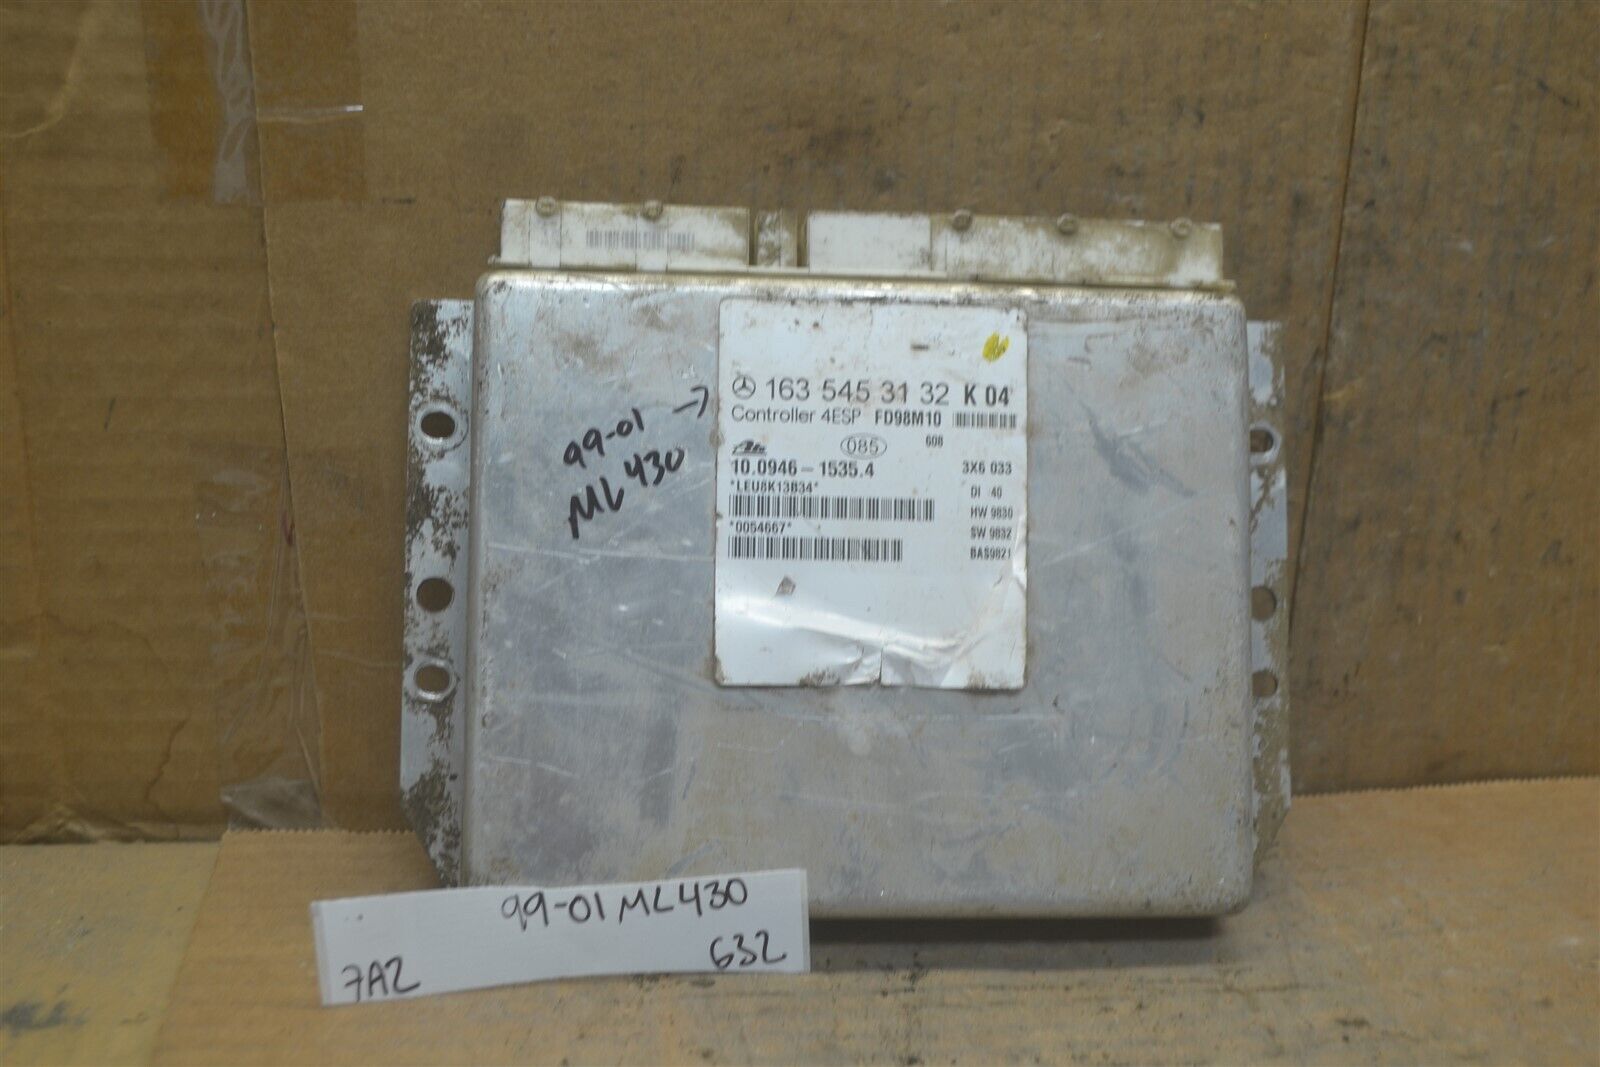 163 545 31 32 K 04
Controller 4ESP FD98M10
608
Ate 085
10.0946-1535.4 3X6 033
*LEU8K13B34* DI 40
HW 9830
*0054667* SW 9832
BAS9821
99-01 →
ML430
99-01 ML430
7A2 632